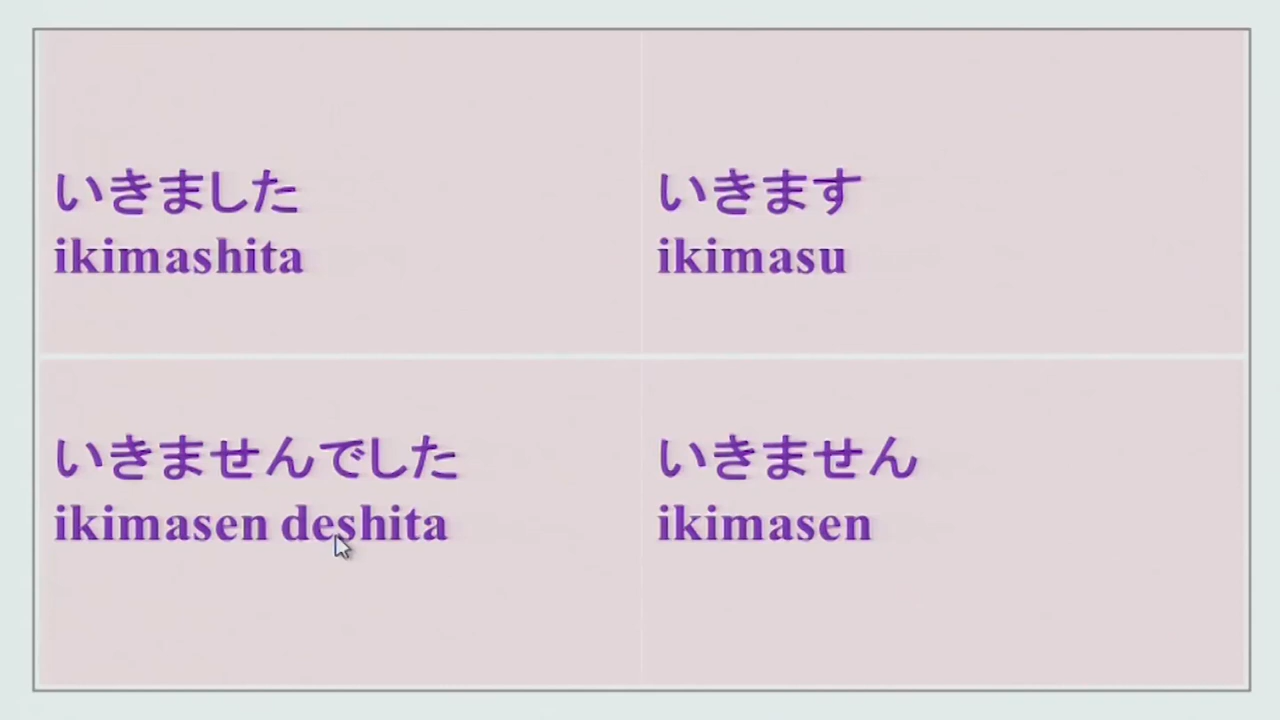 いきました
ikimashita
いきます
ikimasu
いきませんでした
ikimasen deshita
いきません
ikimasen